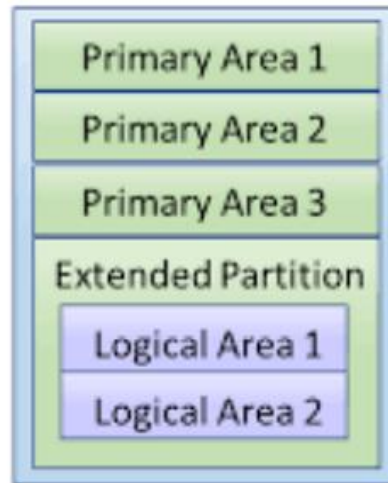 Primary Area 1
Primary Area 2
Primary Area 3
Extended Partition
Logical Area 1
Logical Area 2